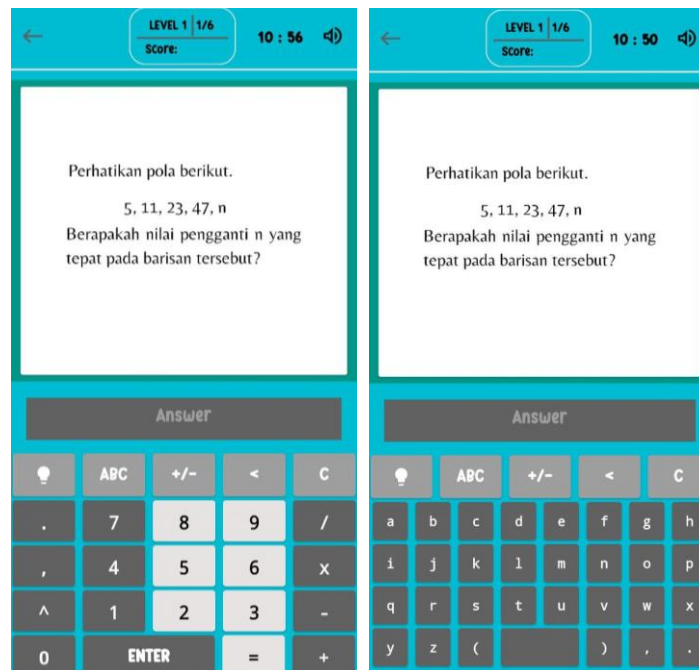 LEVEL 1 1/6
Score:
10 : 56
Perhatikan pola berikut.
5, 11, 23, 47, n
Berapakah nilai pengganti n yang
tepat pada barisan tersebut?
Answer
ABC +/- < C
. 7 8 9 /
, 4 5 6 x
^ 1 2 3 -
0 ENTER = +
LEVEL 1 1/6
Score:
10 : 50
Perhatikan pola berikut.
5, 11, 23, 47, n
Berapakah nilai pengganti n yang
tepat pada barisan tersebut?
Answer
ABC +/- < C
a b c d e f g h
i j k l m n o p
q r s t u v w x
y z ( ) , .